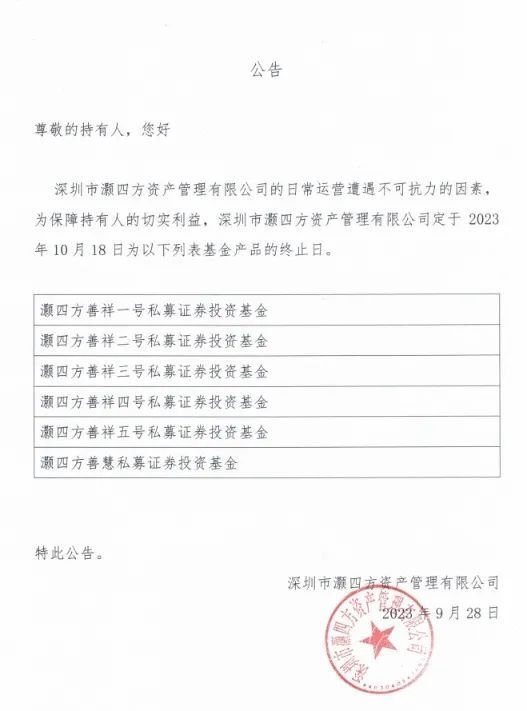 公告
尊敬的持有人，您好
深圳市灏四方资产管理有限公司的日常运营遭遇不可抗力的因素，
为保障持有人的切实利益，深圳市灏四方资产管理有限公司定于 2023
年 10 月 18 日为以下列表基金产品的终止日。
灏四方善祥一号私募证券投资基金
灏四方善祥二号私募证券投资基金
灏四方善祥三号私募证券投资基金
灏四方善祥四号私募证券投资基金
灏四方善祥五号私募证券投资基金
灏四方善慧私募证券投资基金
特此公告。
深圳市灏四方资产管理有限公司
2023 年 9 月 28 日
深圳市灏四方资产管理有限公司